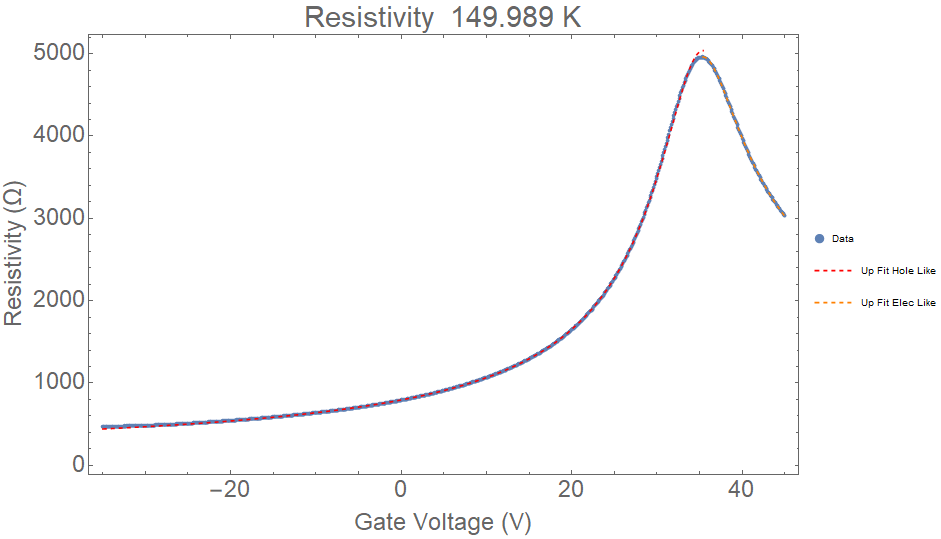 Resistivity 149.989 K
5000
4000
3000
2000
1000
0
Resistivity (Ω)
−20
0
20
40
Gate Voltage (V)
Data
Up Fit Hole Like
Up Fit Elec Like